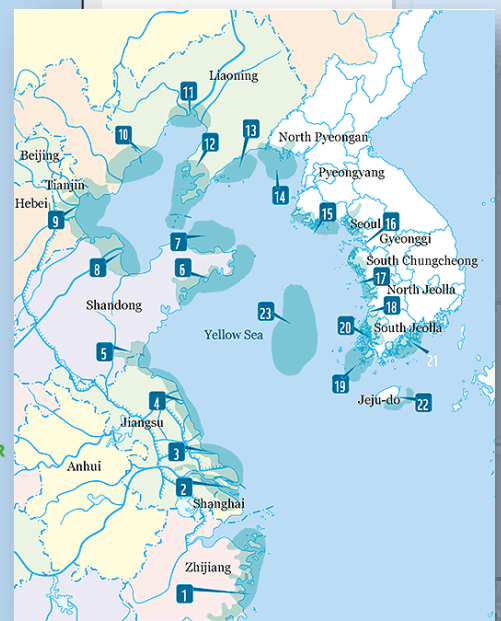 Liaoning
11
10
12
13
North Pyeongan
Beijing
Pyeongyang
Tianjin
14
Hebei
9
15
Seoul
16
Gyeonggi
7
8
6
South Chungcheong
17
North Jeolla
Shandong
18
23
Yellow Sea
20
South Jeolla
5
21
19
4
Jeju-do
22
Jiangsu
3
R
Anhui
2
Shanghai
Zhijiang
1